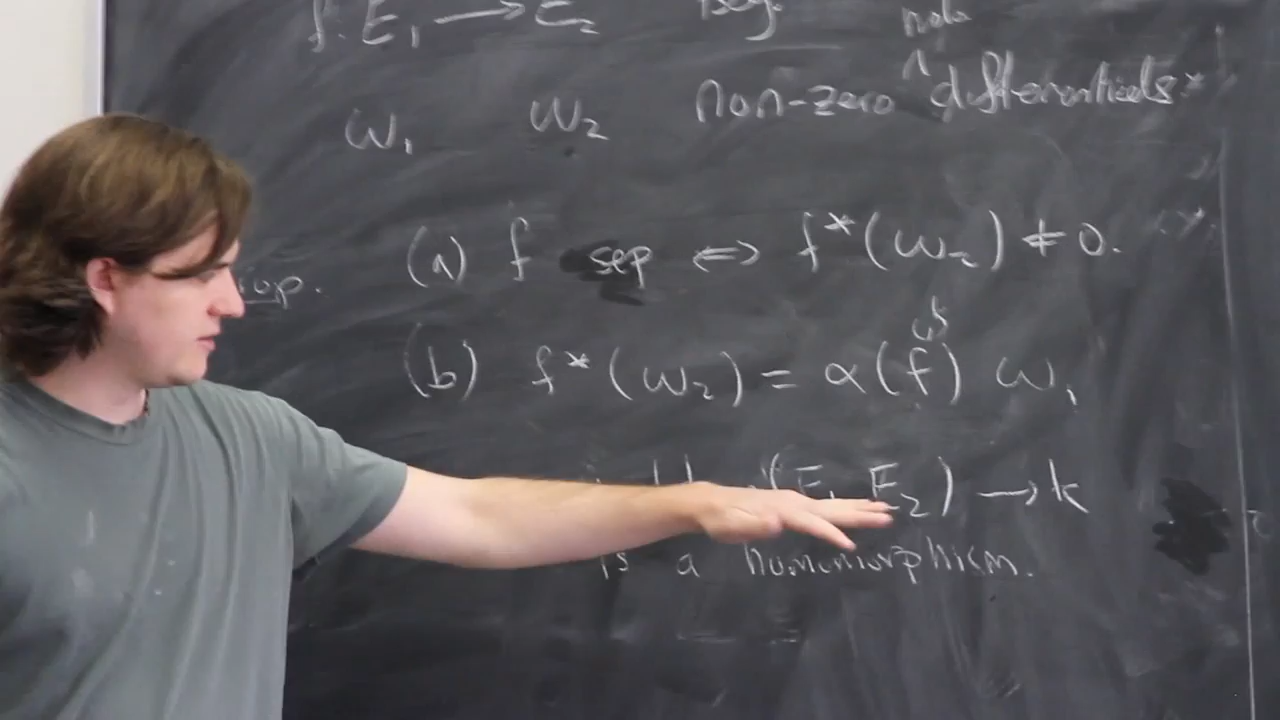 f: E₁ → E₂
ω₁ ω₂ non-zero ^ differentials
(a) f sep ⟺ f*(ω₂) ≠ 0.
(b) f*(ω₂) = α(f) ω₁
E₂) → k
is a homomorphism.